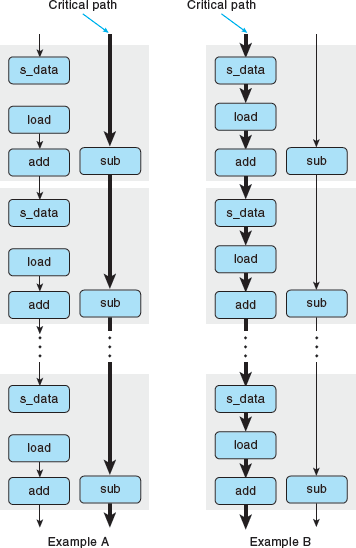 Critical path
Critical path
s_data
s_data
load
load
add
sub
add
sub
s_data
s_data
load
load
add
sub
add
sub
s_data
s_data
load
load
add
sub
add
sub
Example A
Example B